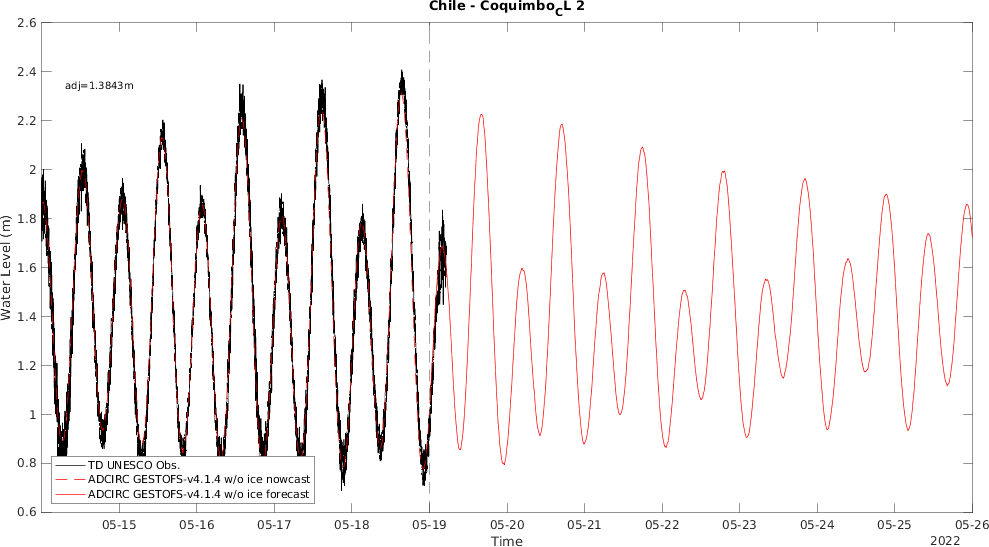 Chile - Coquimbo_CL 2
2.6
2.4
2.2
2
1.8
1.6
1.4
1.2
1
0.8
0.6
Water Level (m)
adj=1.3843m
TD UNESCO Obs.
ADCIRC GESTOFS-v4.1.4 w/o ice nowcast
ADCIRC GESTOFS-v4.1.4 w/o ice forecast
05-15 05-16 05-17 05-18 05-19 05-20 05-21 05-22 05-23 05-24 05-25 05-26
Time
2022